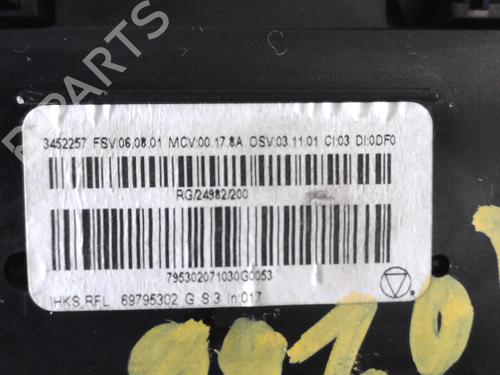 3452257 FSV:06.08.01 MCV:00.17.8A OSV:03.11.01 CI:03 DI:0DF0
RG/24982/200
795302071030G0053
IHKS_RFL 69795302 G S:3 In:017